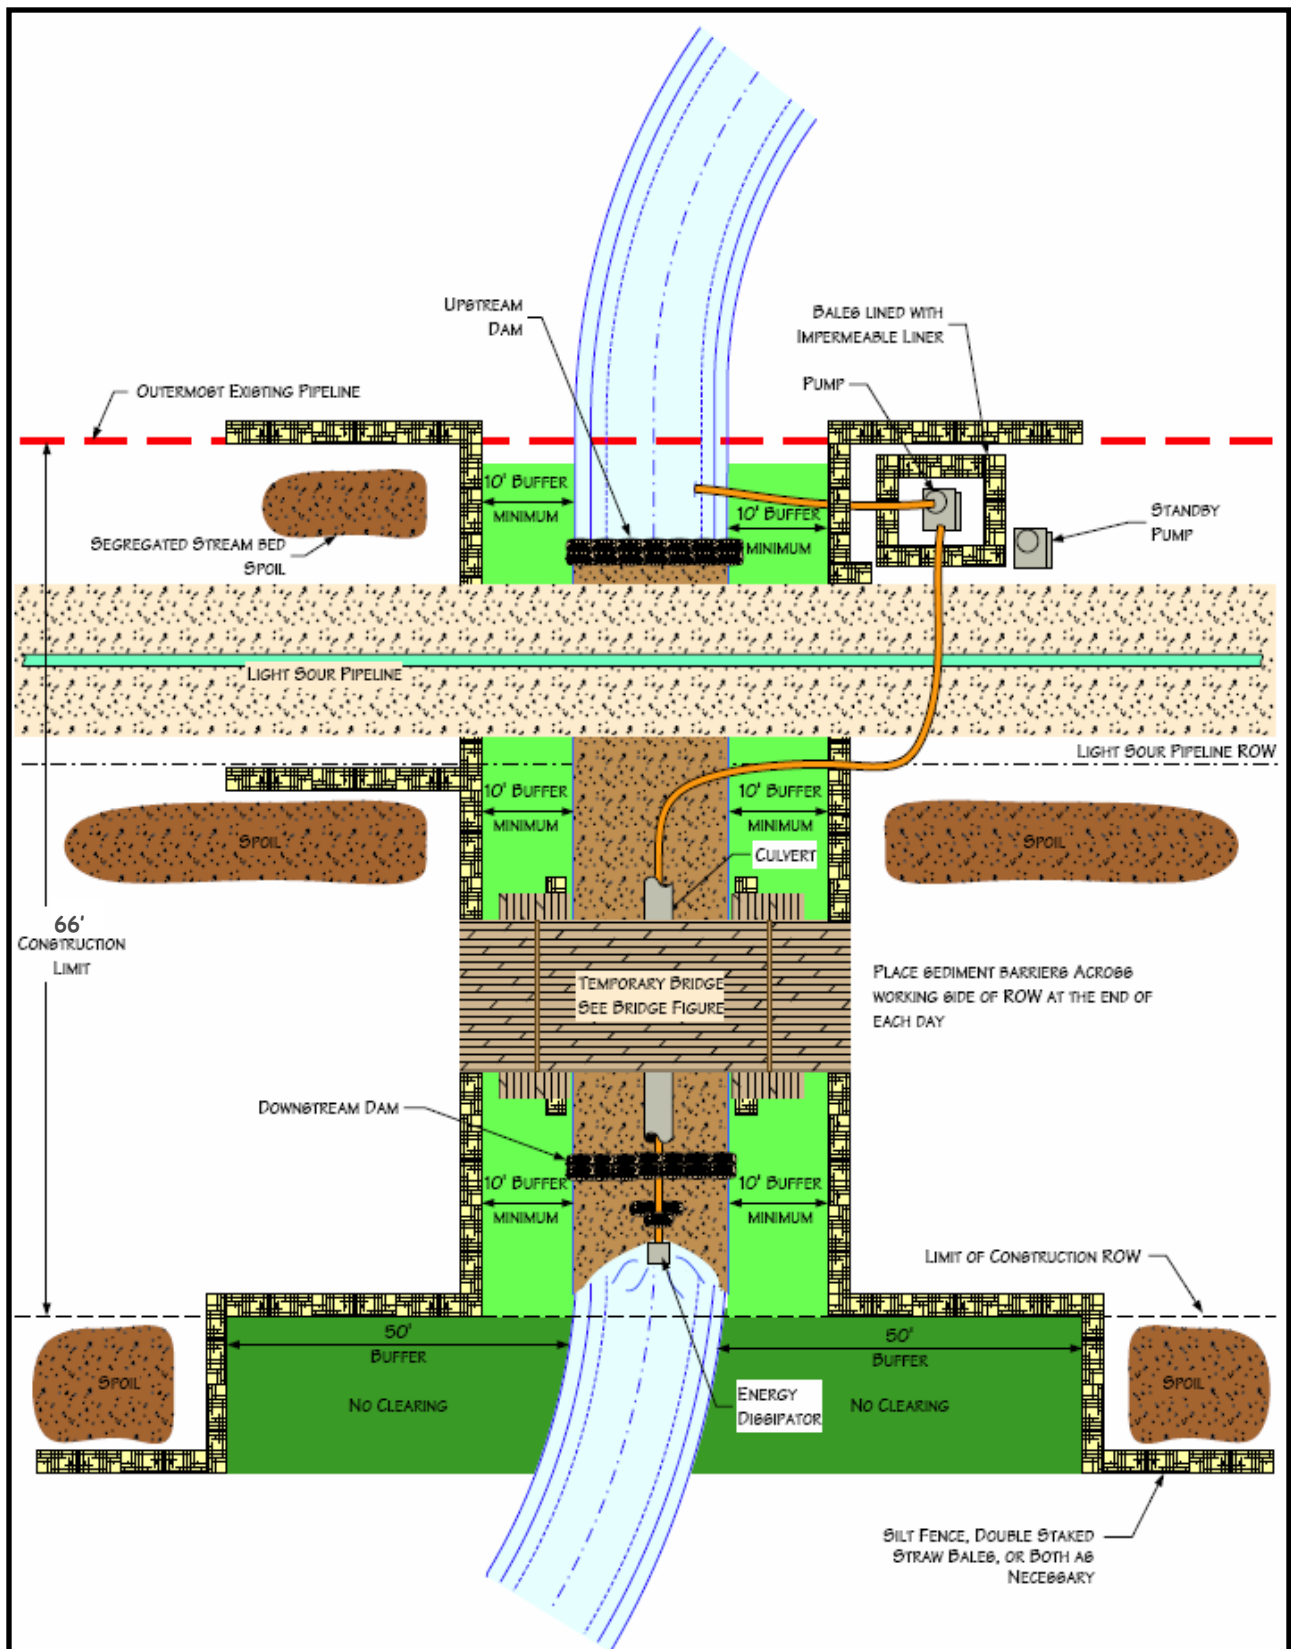 Upstream
Dam
Bales lined with
Impermeable Liner
Pump
Outermost Existing Pipeline
10' Buffer
minimum
10' Buffer
minimum
Standby
Pump
Segregated Stream bed
Spoil
Light Sour Pipeline
Light Sour Pipeline ROW
10' Buffer
minimum
10' Buffer
minimum
Spoil
Spoil
Culvert
66'
Construction
Limit
Temporary Bridge
See Bridge Figure
Place sediment barriers Across
working side of ROW at the end of
each day
Downstream Dam
10' Buffer
minimum
10' Buffer
minimum
Limit of Construction ROW
50'
Buffer
50'
Buffer
Spoil
Spoil
No Clearing
Energy
Dissipator
No Clearing
Silt Fence, Double Staked
Straw Bales, or Both as
Necessary